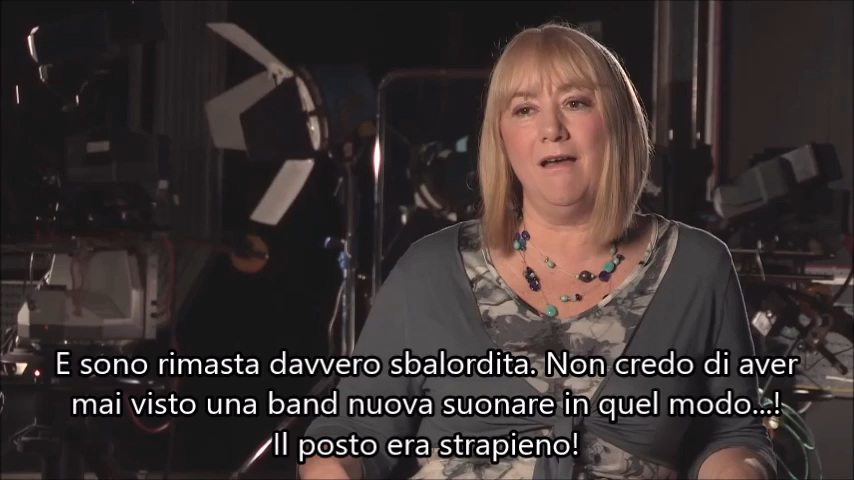 E sono rimasta davvero sbalordita. Non credo di aver
mai visto una band nuova suonare in quel modo...!
Il posto era strapieno!